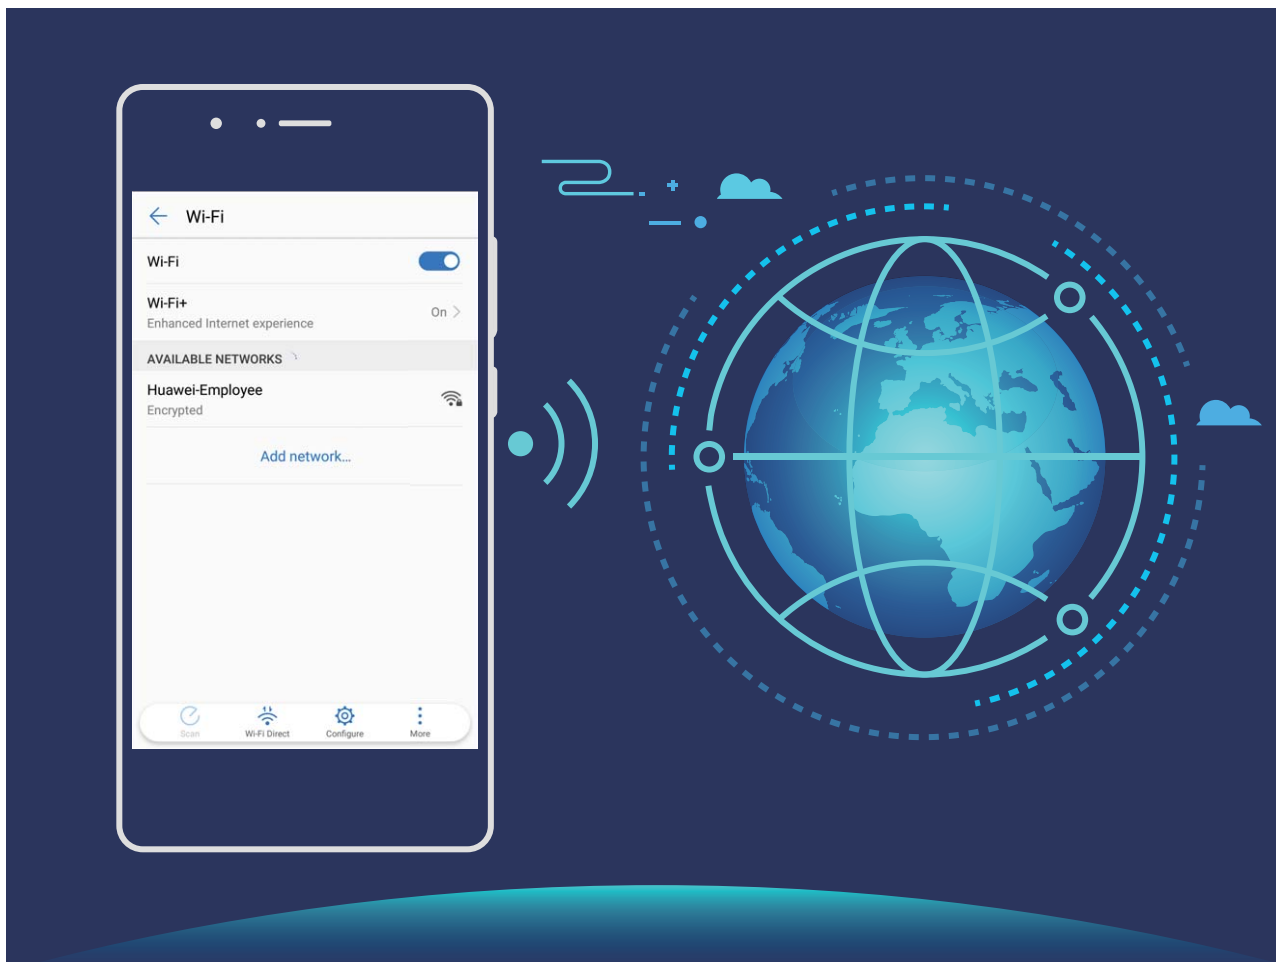 Wi-Fi
Wi-Fi
Wi-Fi+
Enhanced Internet experience
On
AVAILABLE NETWORKS
Huawei-Employee
Encrypted
Add network...
Scan
Wi-Fi Direct
Configure
More